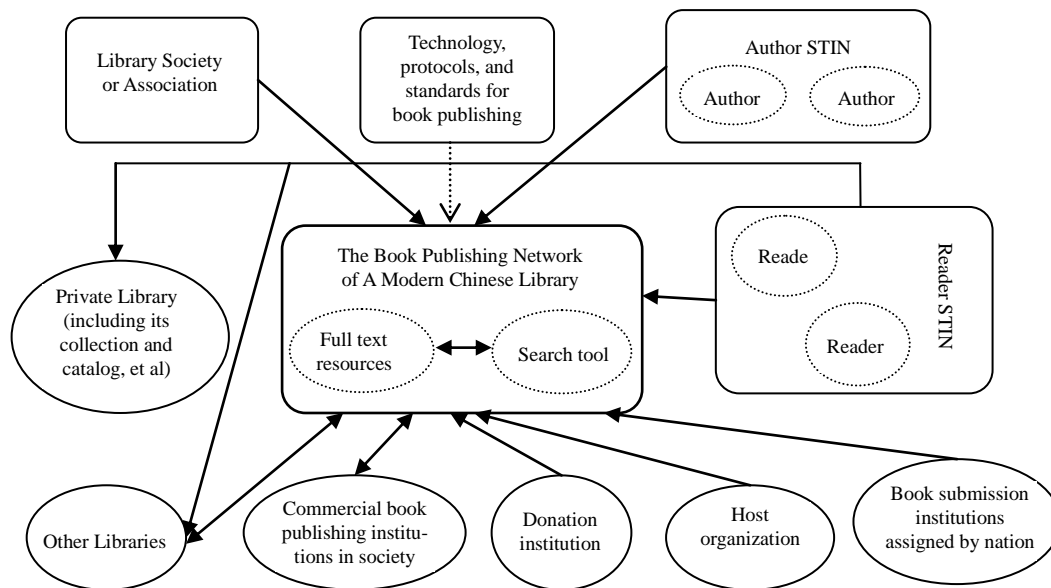 Library Society
or Association
Technology,
protocols, and
standards for
book publishing
Author STIN
Author
Author
The Book Publishing Network
of A Modern Chinese Library
Full text
resources
Search tool
Reade
Reader
Reader STIN
Private Library
(including its
collection and
catalog, et al)
Other Libraries
Commercial book
publishing institu-
tions in society
Donation
institution
Host
organization
Book submission
institutions
assigned by nation